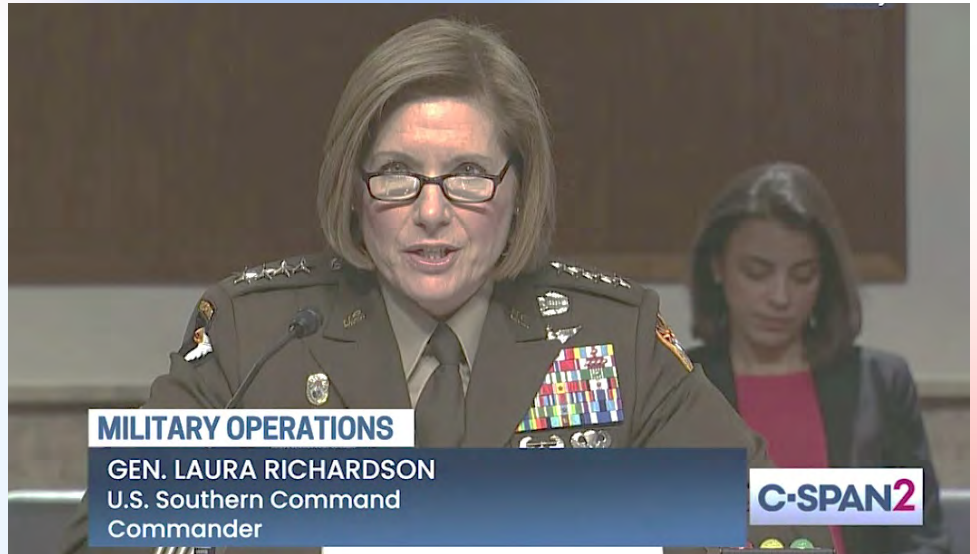 MILITARY OPERATIONS
GEN. LAURA RICHARDSON
U.S. Southern Command
Commander
C-SPAN2